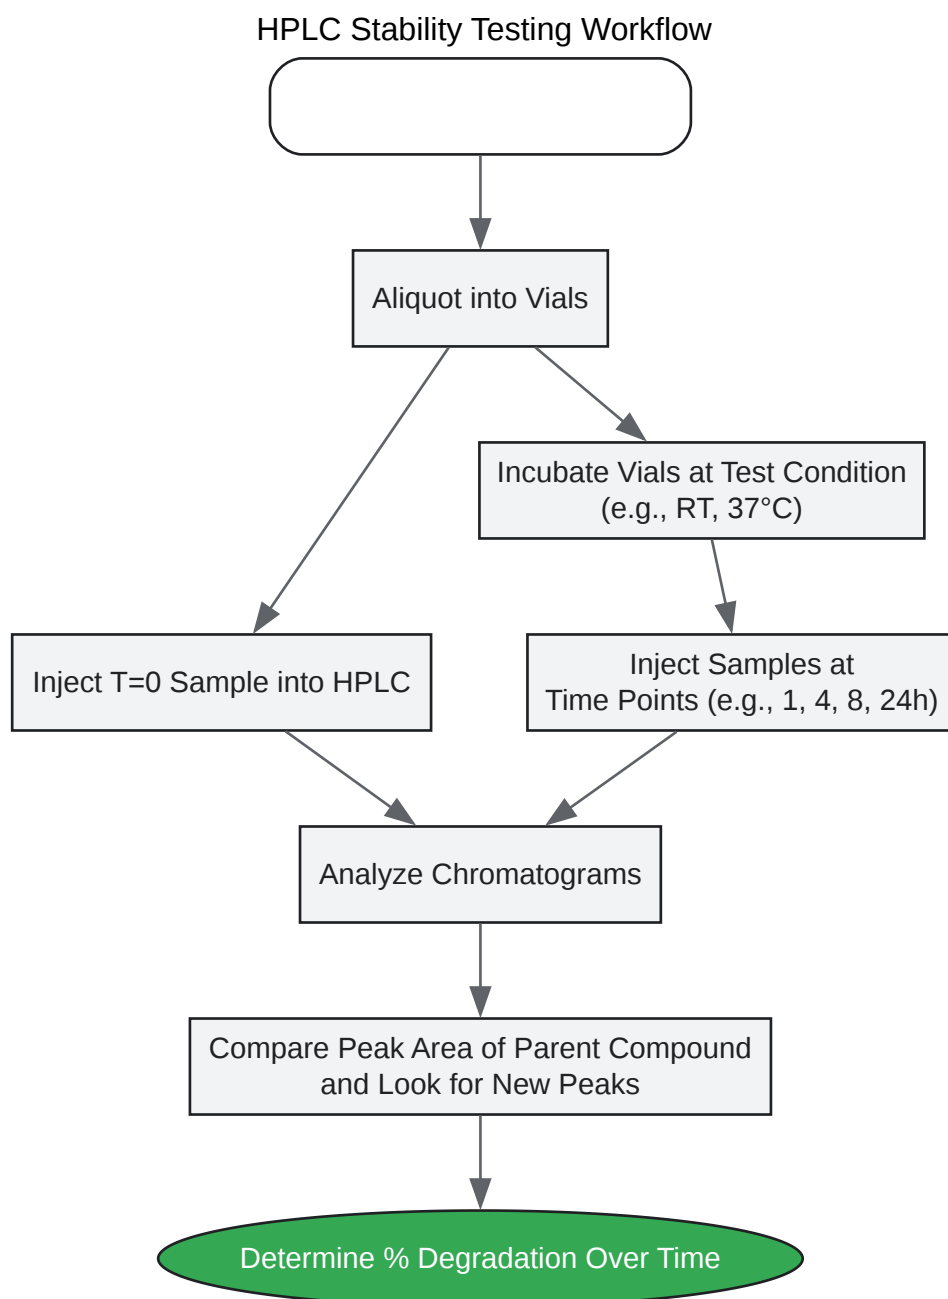 HPLC Stability Testing Workflow
Aliquot into Vials
Incubate Vials at Test Condition
(e.g., RT, 37°C)
Inject T=0 Sample into HPLC
Inject Samples at
Time Points (e.g., 1, 4, 8, 24h)
Analyze Chromatograms
Compare Peak Area of Parent Compound
and Look for New Peaks
Determine % Degradation Over Time